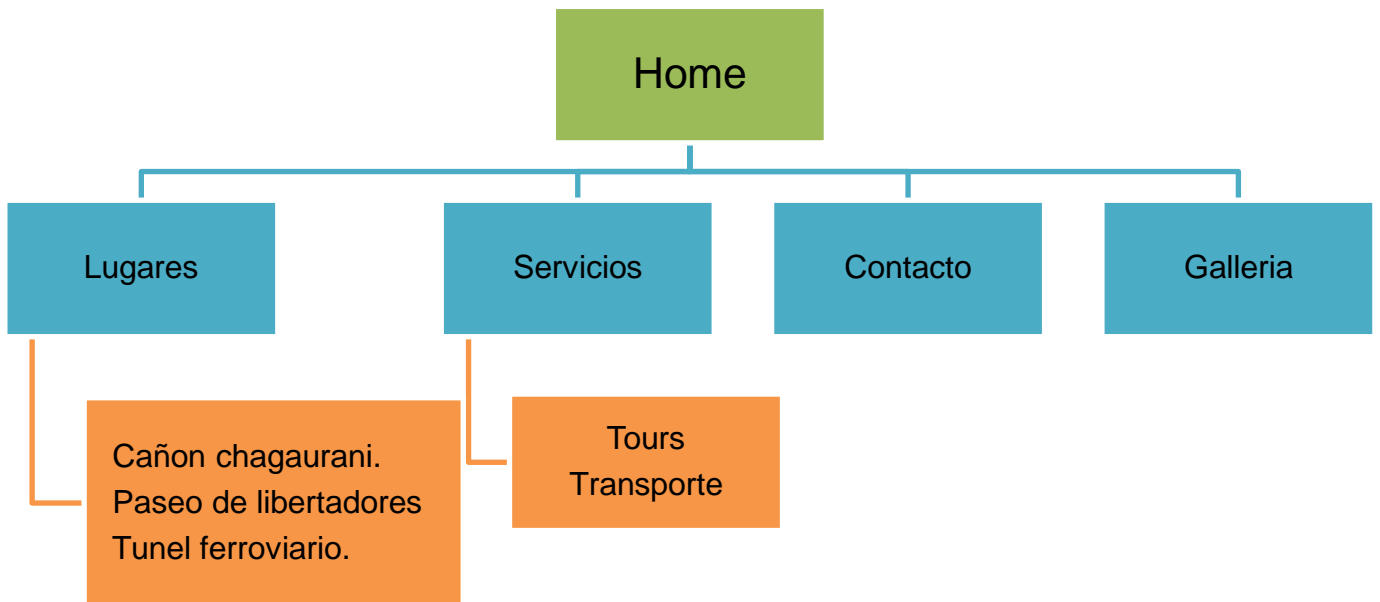 Home
Lugares
Servicios
Contacto
Galleria
Cañon chagaurani.
Paseo de libertadores
Tunel ferroviario.
Tours
Transporte